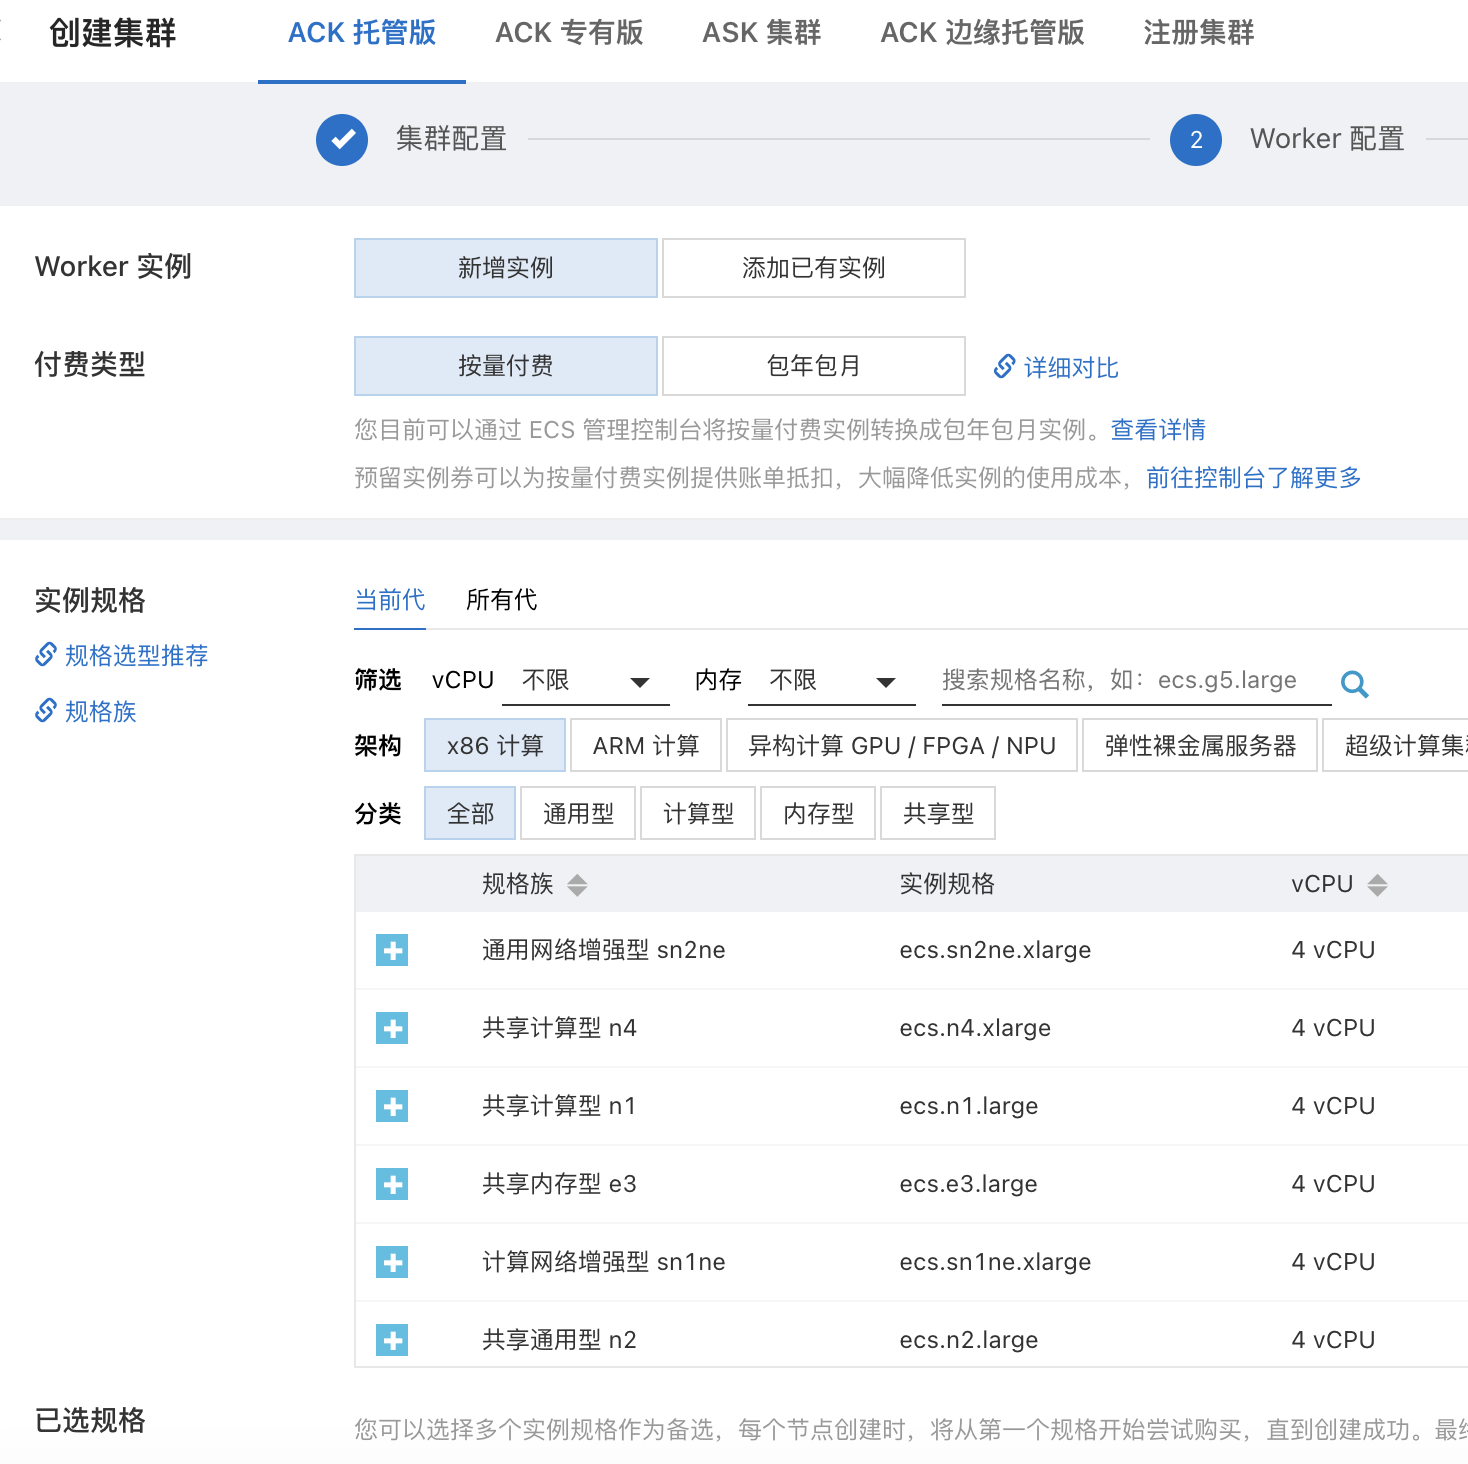 创建集群 ACK 托管版 ACK 专有版 ASK 集群 ACK 边缘托管版 注册集群
集群配置 2 Worker 配置
Worker 实例 新增实例 添加已有实例
付费类型 按量付费 包年包月 详细对比
您目前可以通过 ECS 管理控制台将按量付费实例转换成包年包月实例。查看详情
预留实例券可以为按量付费实例提供账单抵扣，大幅降低实例的使用成本，前往控制台了解更多
实例规格 当前代 所有代
规格选型推荐
规格族
筛选 vCPU 不限 内存 不限 搜索规格名称，如：ecs.g5.large
架构 x86 计算 ARM 计算 异构计算 GPU / FPGA / NPU 弹性裸金属服务器 超级计算集
分类 全部 通用型 计算型 内存型 共享型
规格族 实例规格 vCPU
通用网络增强型 sn2ne ecs.sn2ne.xlarge 4 vCPU
共享计算型 n4 ecs.n4.xlarge 4 vCPU
共享计算型 n1 ecs.n1.large 4 vCPU
共享内存型 e3 ecs.e3.large 4 vCPU
计算网络增强型 sn1ne ecs.sn1ne.xlarge 4 vCPU
共享通用型 n2 ecs.n2.large 4 vCPU
已选规格 您可以选择多个实例规格作为备选，每个节点创建时，将从第一个规格开始尝试购买，直到创建成功。最